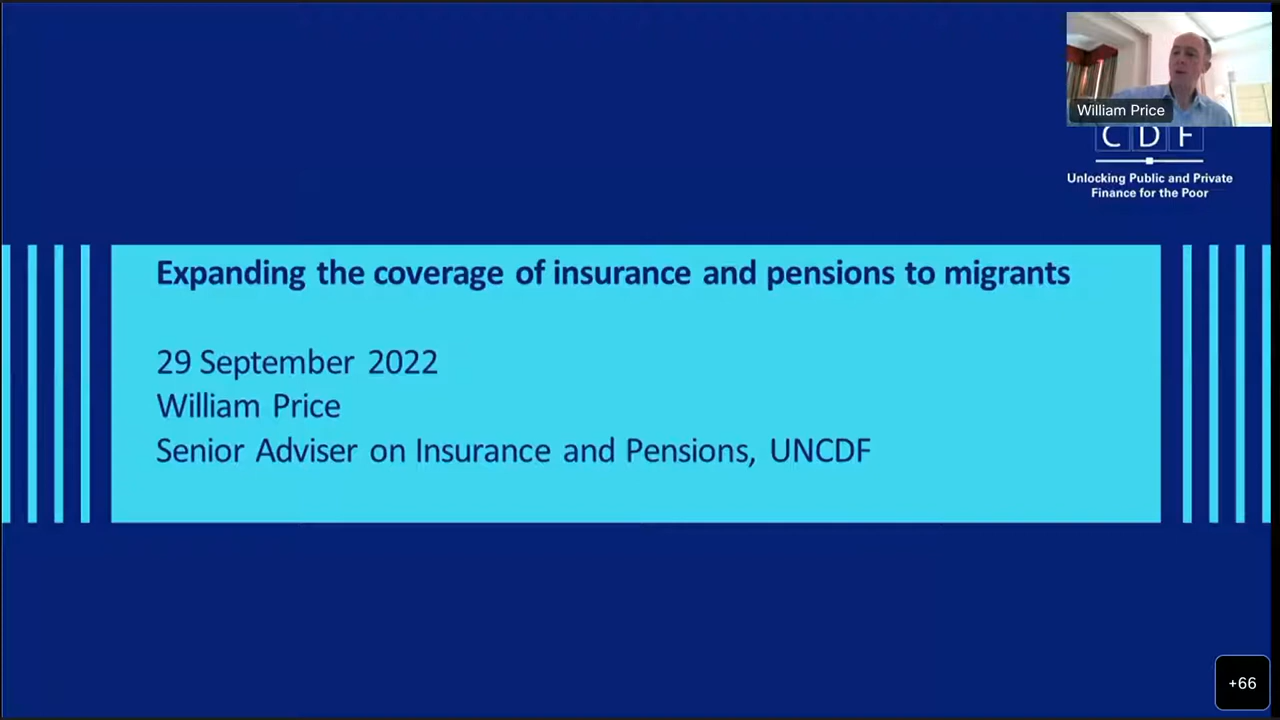 William Price
C D F
Unlocking Public and Private
Finance for the Poor
Expanding the coverage of insurance and pensions to migrants
29 September 2022
William Price
Senior Adviser on Insurance and Pensions, UNCDF
+66